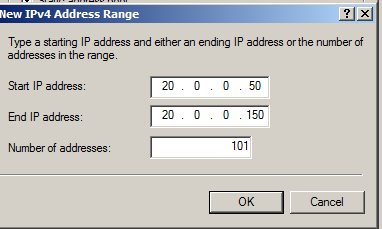 New IPv4 Address Range
Type a starting IP address and either an ending IP address or the number of
addresses in the range.
Start IP address: 20 . 0 . 0 . 50
End IP address: 20 . 0 . 0 . 150
Number of addresses: 101
OK Cancel